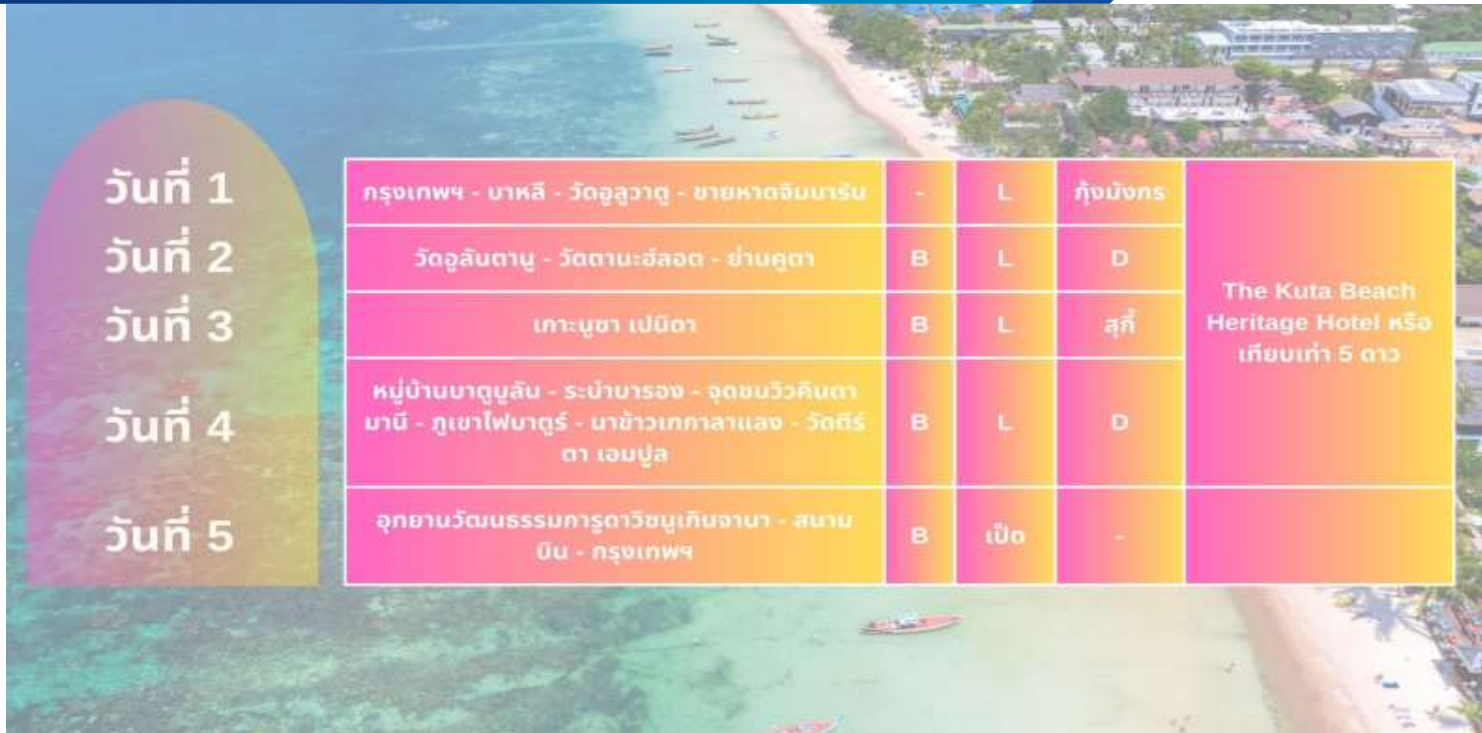 วันที่ 1
กรุงเทพฯ - บาหลี - วัดอูลูวาตู - ชายหาดจิมบารัน
-
L
กุ้งมังกร
วันที่ 2
วัดอูลันดานู - วัดตานะฮ์ลอต - ย่านคูตา
B
L
D
The Kuta Beach
Heritage Hotel หรือ
เทียบเท่า 5 ดาว
วันที่ 3
เกาะนูซา เปนิดา
B
L
สุกี้
วันที่ 4
หมู่บ้านบาตูบูลัน - ระบำบารอง - จุดชมวิวคินตา
มานี - ภูเขาไฟบาตูร์ - นาข้าวเทกาลาแลง - วัดตีร์
ตา เอมปูล
B
L
D
วันที่ 5
อุทยานวัฒนธรรมการูดาวิชนูเกินจานา - สนาม
บิน - กรุงเทพฯ
B
เป็ด
-